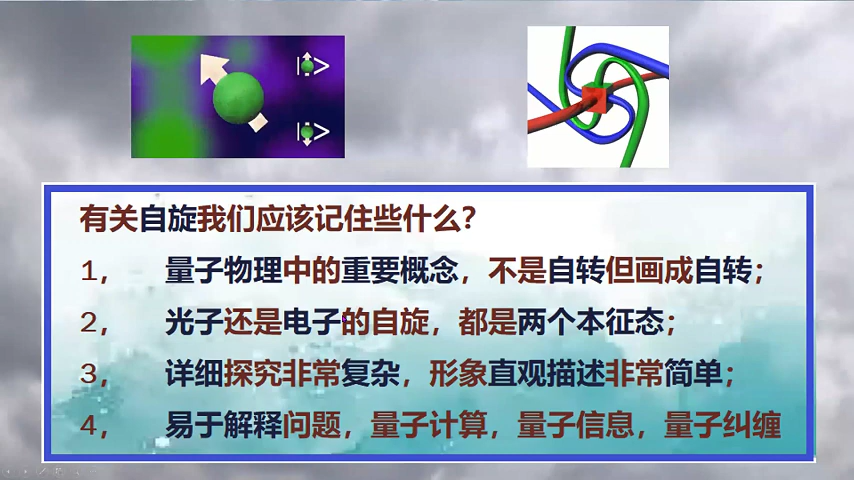 |>
|>
有关自旋我们应该记住些什么？
1， 量子物理中的重要概念，不是自转但画成自转；
2， 光子还是电子的自旋，都是两个本征态；
3， 详细探究非常复杂，形象直观描述非常简单；
4， 易于解释问题，量子计算，量子信息，量子纠缠